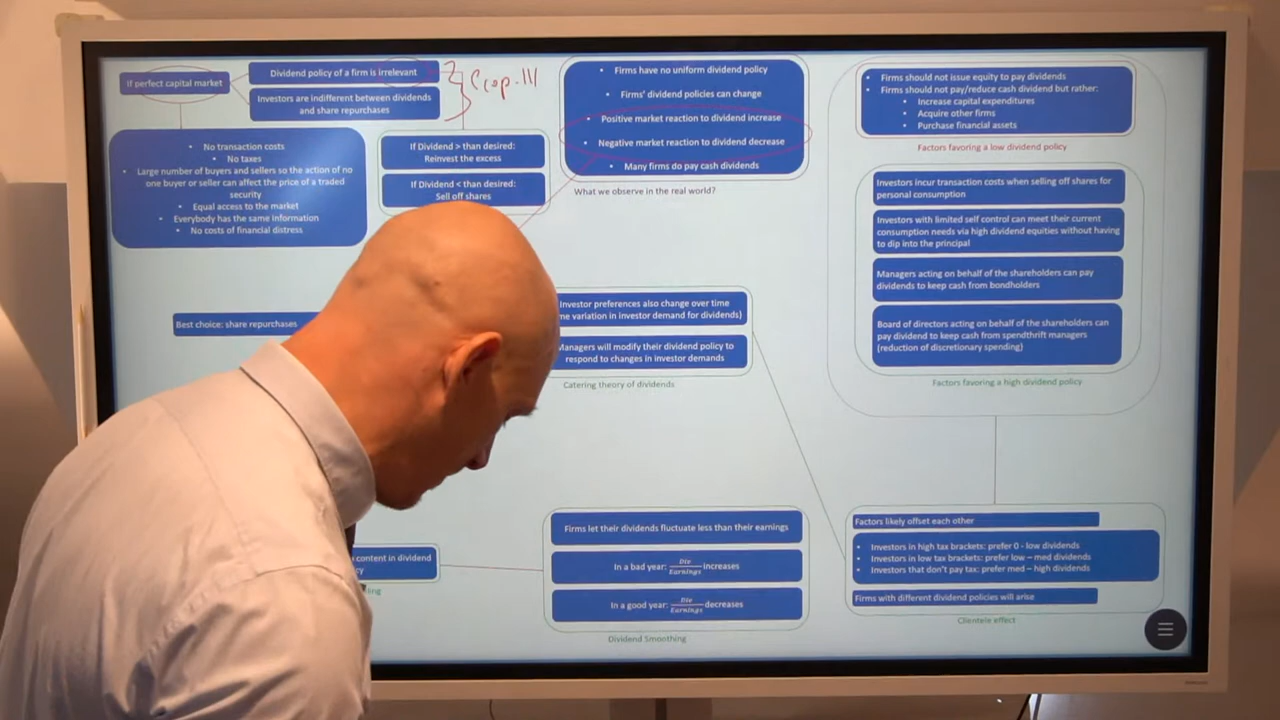 If perfect capital market
Dividend policy of a firm is irrelevant
Investors are indifferent between dividends
and share repurchases
Prop. III
• No transaction costs
• No taxes
• Large number of buyers and sellers so the action of no
one buyer or seller can affect the price of a traded
security
• Equal access to the market
• Everybody has the same information
• No costs of financial distress
If Dividend > than desired:
Reinvest the excess
If Dividend < than desired:
Sell off shares
• Firms have no uniform dividend policy
• Firms' dividend policies can change
• Positive market reaction to dividend increase
• Negative market reaction to dividend decrease
• Many firms do pay cash dividends
What we observe in the real world?
• Firms should not issue equity to pay dividends
• Firms should not pay/reduce cash dividend but rather:
• Increase capital expenditures
• Acquire other firms
• Purchase financial assets
Factors favoring a low dividend policy
Investors incur transaction costs when selling off shares for
personal consumption
Investors with limited self control can meet their current
consumption needs via high dividend equities without having
to dip into the principal
Managers acting on behalf of the shareholders can pay
dividends to keep cash from bondholders
Board of directors acting on behalf of the shareholders can
pay dividend to keep cash from spendthrift managers
(reduction of discretionary spending)
Factors favoring a high dividend policy
Best choice: share repurchases
Investor preferences also change over time
variation in investor demand for dividends)
Managers will modify their dividend policy to
respond to changes in investor demands
Catering theory of dividends
content in dividend
Firms let their dividends fluctuate less than their earnings
In a bad year: Div/Earnings increases
In a good year: Div/Earnings decreases
Dividend Smoothing
Factors likely offset each other
• Investors in high tax brackets: prefer 0 - low dividends
• Investors in low tax brackets: prefer low – med dividends
• Investors that don't pay tax: prefer med – high dividends
Firms with different dividend policies will arise
Clientele effect